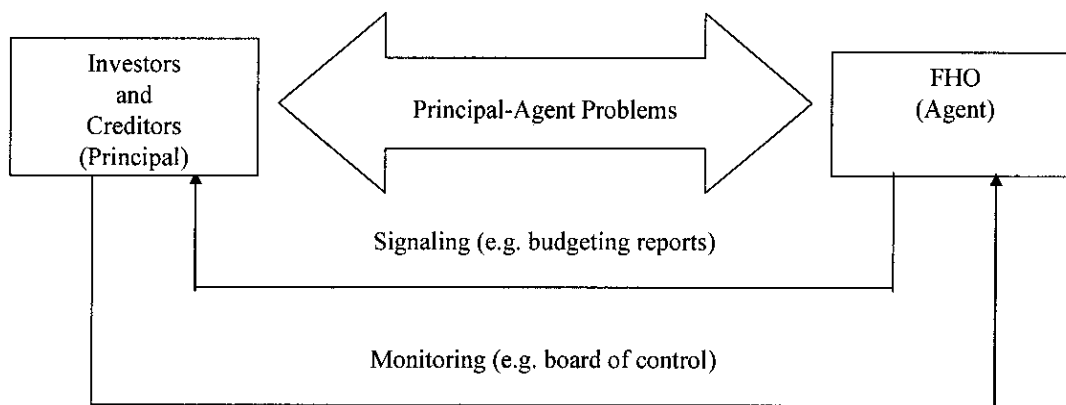 Investors
and
Creditors
(Principal)
Principal-Agent Problems
FHO
(Agent)
Signaling (e.g. budgeting reports)
Monitoring (e.g. board of control)